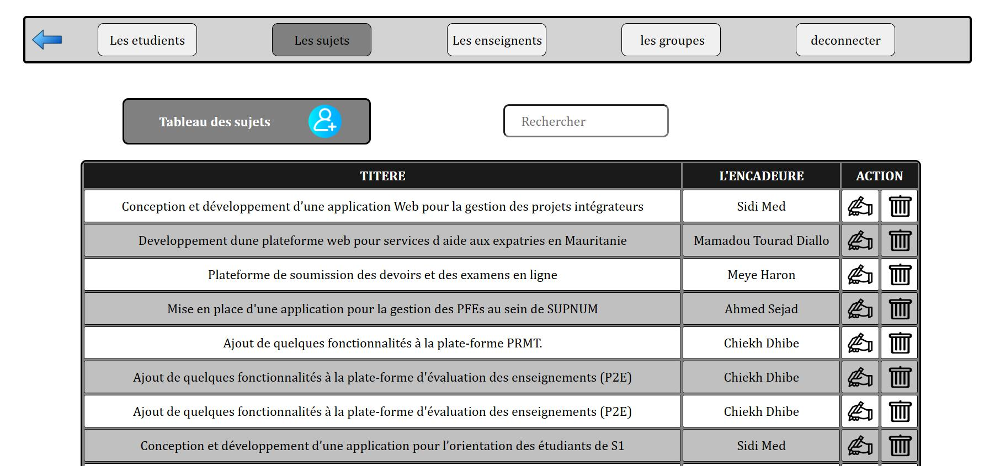 Les etudients
Les sujets
Les enseignents
les groupes
deconnecter
Tableau des sujets
Rechercher
TITERE L'ENCADEURE ACTION
Conception et développement d’une application Web pour la gestion des projets intégrateurs Sidi Med
Developpement dune plateforme web pour services d aide aux expatries en Mauritanie Mamadou Tourad Diallo
Plateforme de soumission des devoirs et des examens en ligne Meye Haron
Mise en place d'une application pour la gestion des PFEs au sein de SUPNUM Ahmed Sejad
Ajout de quelques fonctionnalités à la plate-forme PRMT. Chiekh Dhibe
Ajout de quelques fonctionnalités à la plate-forme d'évaluation des enseignements (P2E) Chiekh Dhibe
Ajout de quelques fonctionnalités à la plate-forme d'évaluation des enseignements (P2E) Chiekh Dhibe
Conception et développement d’une application pour l’orientation des étudiants de S1 Sidi Med